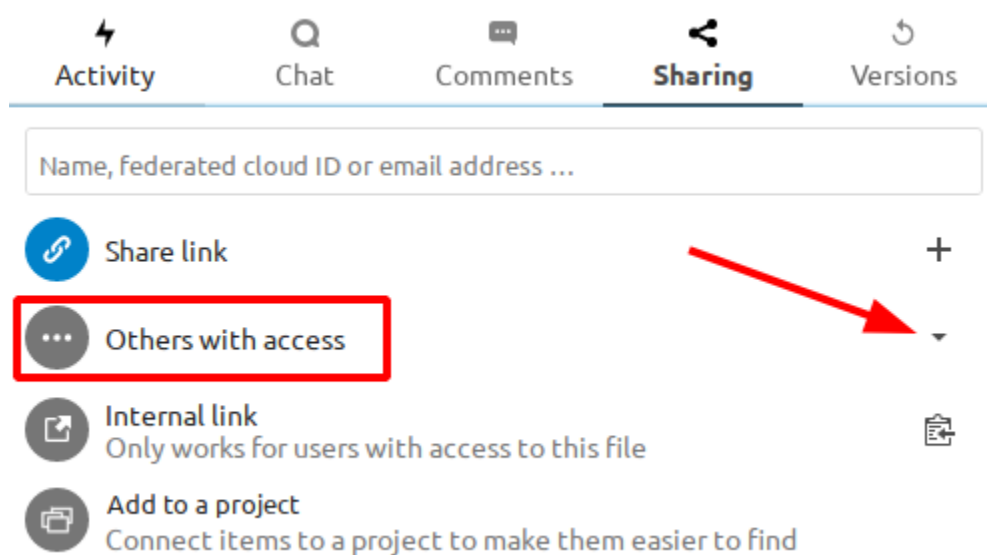 Activity Chat Comments Sharing Versions
Name, federated cloud ID or email address ...
Share link
Others with access
Internal link
Only works for users with access to this file
Add to a project
Connect items to a project to make them easier to find